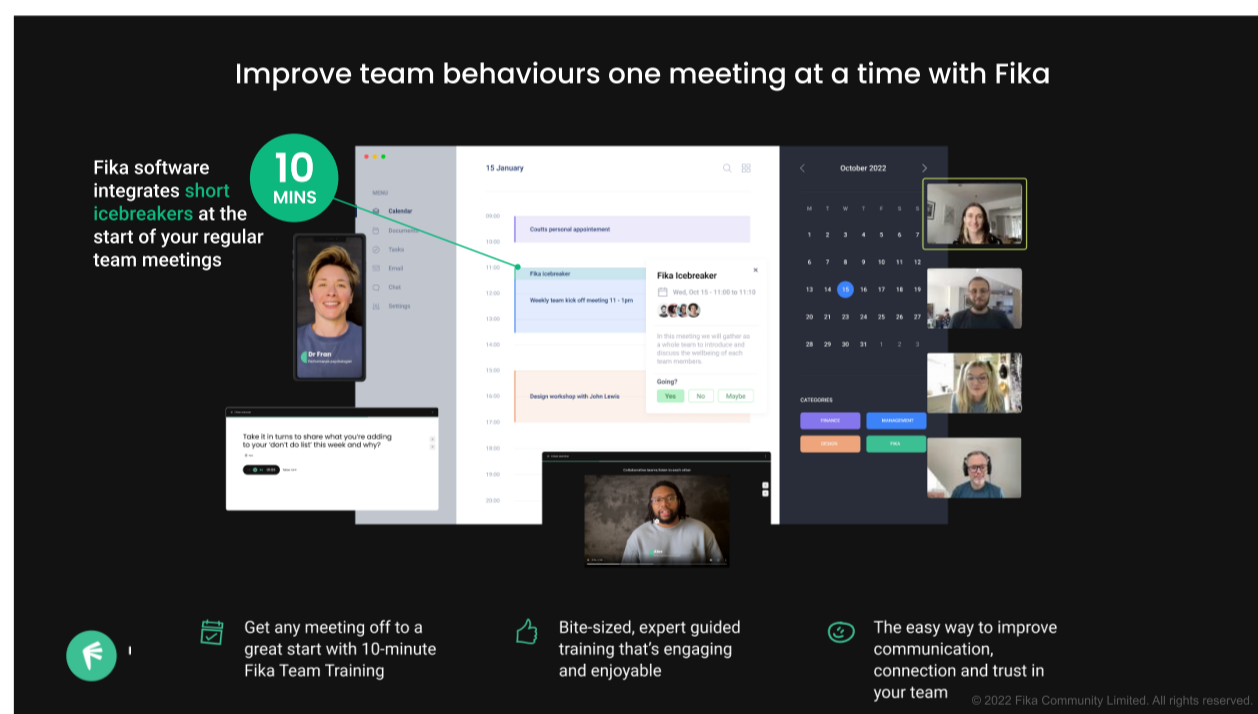 Improve team behaviours one meeting at a time with Fika
Fika software
integrates short
icebreakers at the
start of your regular
team meetings
10
MINS
Dr Fran
MENU
Calendar
Documents
Tasks
Email
Chat
Settings
15 January
09:00
10:00
11:00
12:00
13:00
14:00
15:00
16:00
17:00
18:00
19:00
20:00
Coutts personal appointement
Fika Icebreaker
Weekly team kick off meeting 11 - 1pm
Design workshop with John Lewis
Fika Icebreaker
Wed, Oct 15 - 11:00 to 11:10
In this meeting we will gather as
a whole team to introduce and
discuss the wellbeing of each
team members.
Going?
Yes No Maybe
October 2022
M T W T F S S
1 2 3 4 5 6 7
6 7 8 9 10 11 12
13 14 15 16 17 18 19
20 21 22 23 24 25 26 27
28 29 30 31 1 2 3
CATEGORIES
FINANCE MANAGEMENT
DESIGN FIKA
Take it in turns to share what you're adding
to your 'don't do list' this week and why?
Collaborative teams listen to each other
Get any meeting off to a
great start with 10-minute
Fika Team Training
Bite-sized, expert guided
training that's engaging
and enjoyable
The easy way to improve
communication,
connection and trust in
your team
© 2022 Fika Community Limited. All rights reserved.